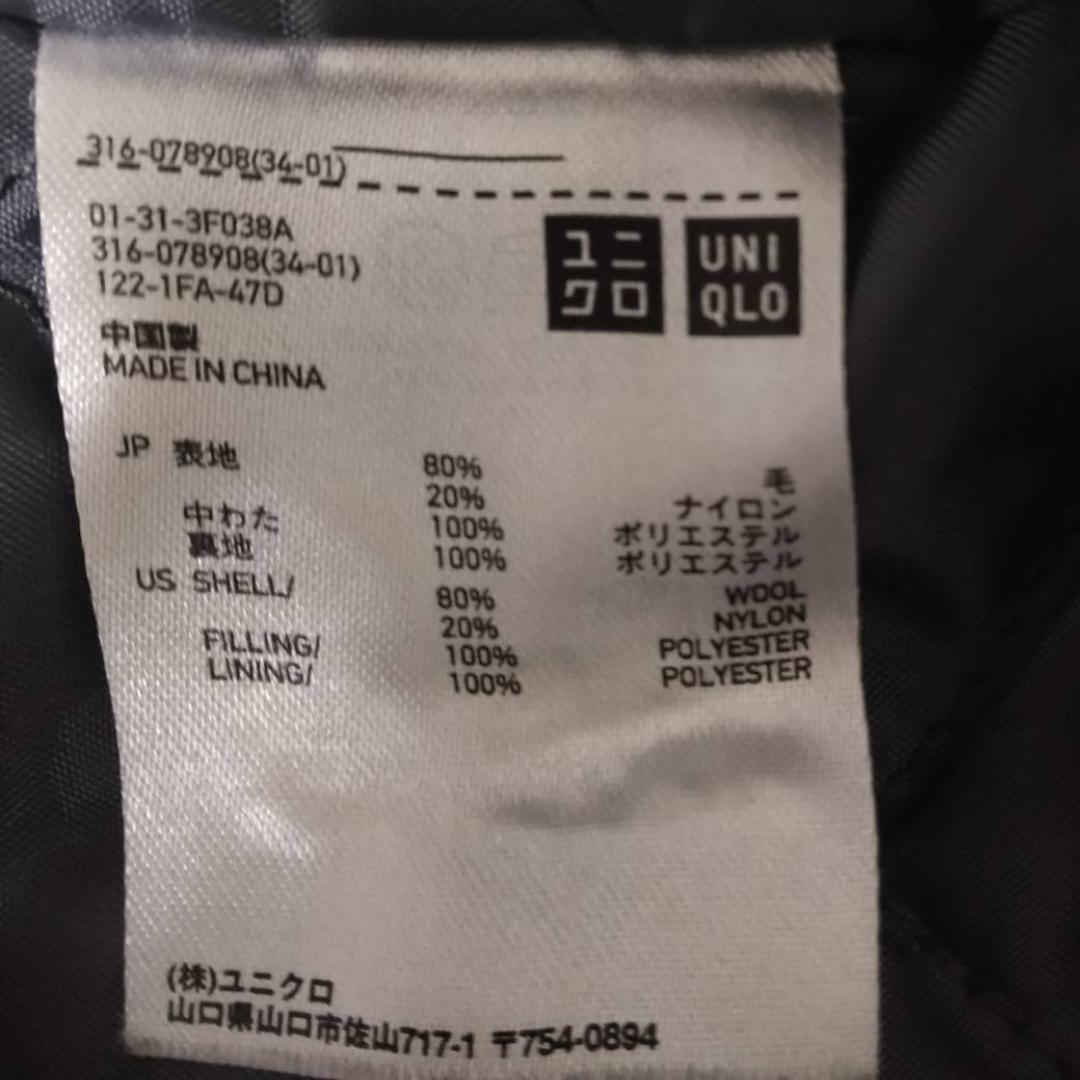 316-078908(34-01)
01-31-3F038A
316-078908(34-01)
122-1FA-47D
ユニ
クロ
UNI
QLO
中国製
MADE IN CHINA
JP 表地 80% 毛
20% ナイロン
中わた 100% ポリエステル
裏地 100% ポリエステル
US SHELL/ 80% WOOL
20% NYLON
FILLING/ 100% POLYESTER
LINING/ 100% POLYESTER
(株)ユニクロ
山口県山口市佐山717-1 〒754-0894